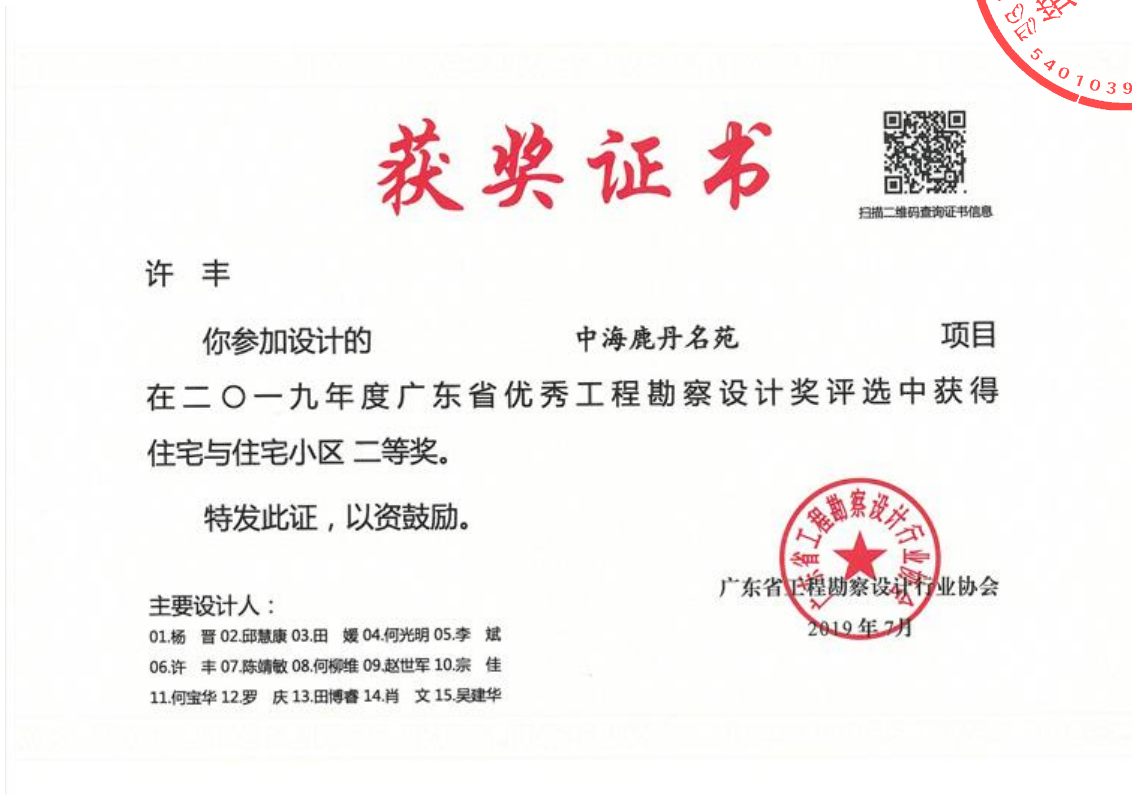 5401039
获奖证书
扫描二维码查询证书信息
许 丰
你参加设计的 中海鹿丹名苑 项目
在二〇一九年度广东省优秀工程勘察设计奖评选中获得
住宅与住宅小区 二等奖。
特发此证，以资鼓励。
广东省工程勘察设计行业协会
广东省工程勘察设计行业协会
2019年7月
主要设计人：
01.杨 晋 02.邱慧康 03.田 媛 04.何光明 05.李 斌
06.许 丰 07.陈靖敏 08.何柳维 09.赵世军 10.宗 佳
11.何宝华 12.罗 庆 13.田博睿 14.肖 文 15.吴建华